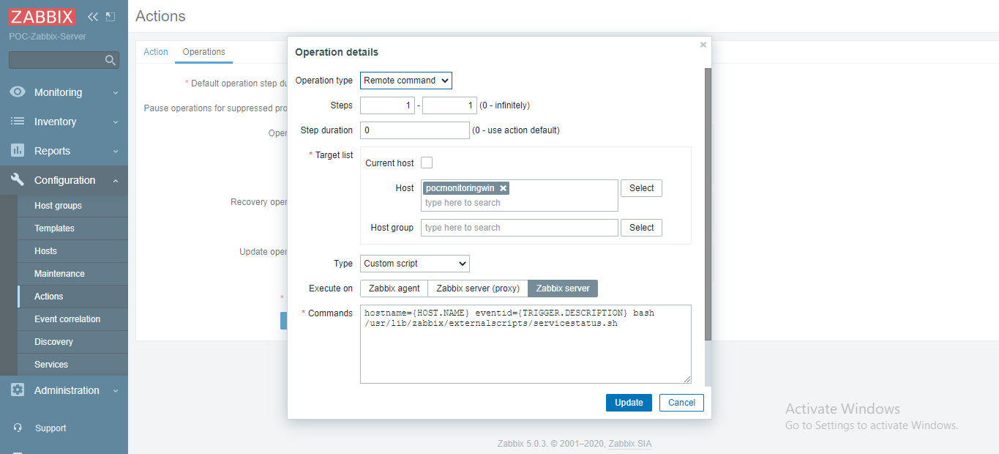 ZABBIX
POC-Zabbix-Server
Monitoring
Inventory
Reports
Configuration
Host groups
Templates
Hosts
Maintenance
Actions
Event correlation
Discovery
Services
Administration
Support
Actions
Action Operations
* Default operation step du
Pause operations for suppressed pro
Oper
Recovery oper
Update oper
*
Operation details
Operation type Remote command
Steps 1 - 1 (0 - infinitely)
Step duration 0 (0 - use action default)
* Target list
Current host
Host pocmonitoringwin Select
type here to search
Host group type here to search Select
Type Custom script
Execute on Zabbix agent Zabbix server (proxy) Zabbix server
* Commands hostname={HOST.NAME} eventid={TRIGGER.DESCRIPTION} bash
/usr/lib/zabbix/externalscripts/servicestatus.sh
Update Cancel
Activate Windows
Go to Settings to activate Windows.
Zabbix 5.0.3. © 2001–2020, Zabbix SIA